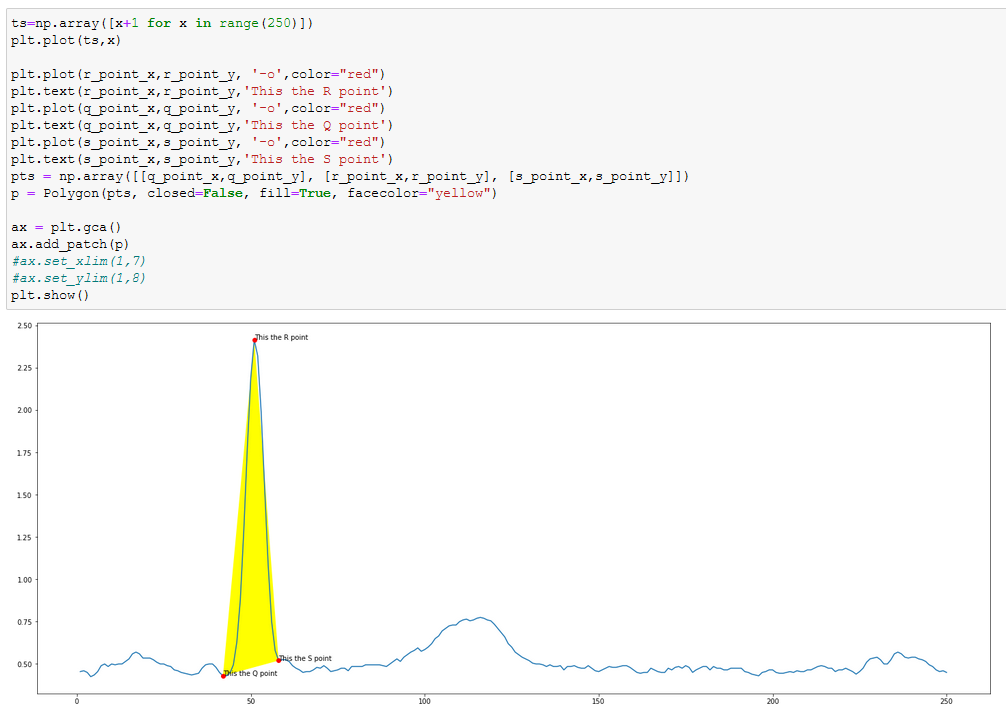 ts=np.array([x+1 for x in range(250)])
plt.plot(ts,x)
plt.plot(r_point_x,r_point_y, '-o',color="red")
plt.text(r_point_x,r_point_y,'This the R point')
plt.plot(q_point_x,q_point_y, '-o',color="red")
plt.text(q_point_x,q_point_y,'This the Q point')
plt.plot(s_point_x,s_point_y, '-o',color="red")
plt.text(s_point_x,s_point_y,'This the S point')
pts = np.array([[q_point_x,q_point_y], [r_point_x,r_point_y], [s_point_x,s_point_y]])
p = Polygon(pts, closed=False, fill=True, facecolor="yellow")
ax = plt.gca()
ax.add_patch(p)
#ax.set_xlim(1,7)
#ax.set_ylim(1,8)
plt.show()
2.50
This the R point
2.25
2.00
1.75
1.50
1.25
1.00
0.75
This the S point
0.50
This the Q point
0 50 100 150 200 250